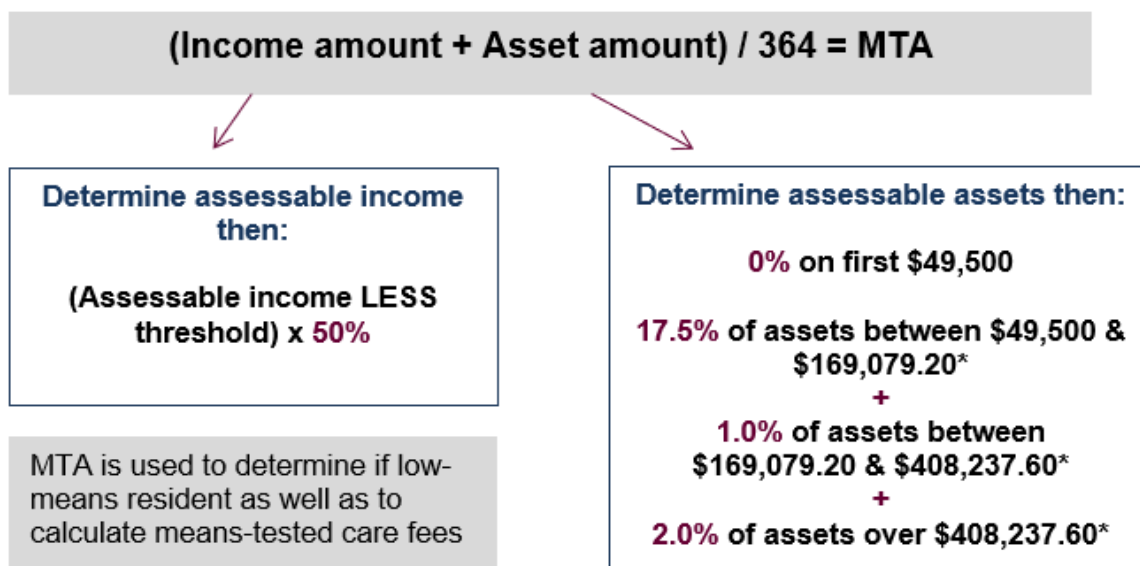 (Income amount + Asset amount) / 364 = MTA
Determine assessable income
then:
(Assessable income LESS
threshold) x 50%
MTA is used to determine if low-
means resident as well as to
calculate means-tested care fees
Determine assessable assets then:
0% on first $49,500
17.5% of assets between $49,500 &
$169,079.20*
+
1.0% of assets between
$169,079.20 & $408,237.60*
+
2.0% of assets over $408,237.60*